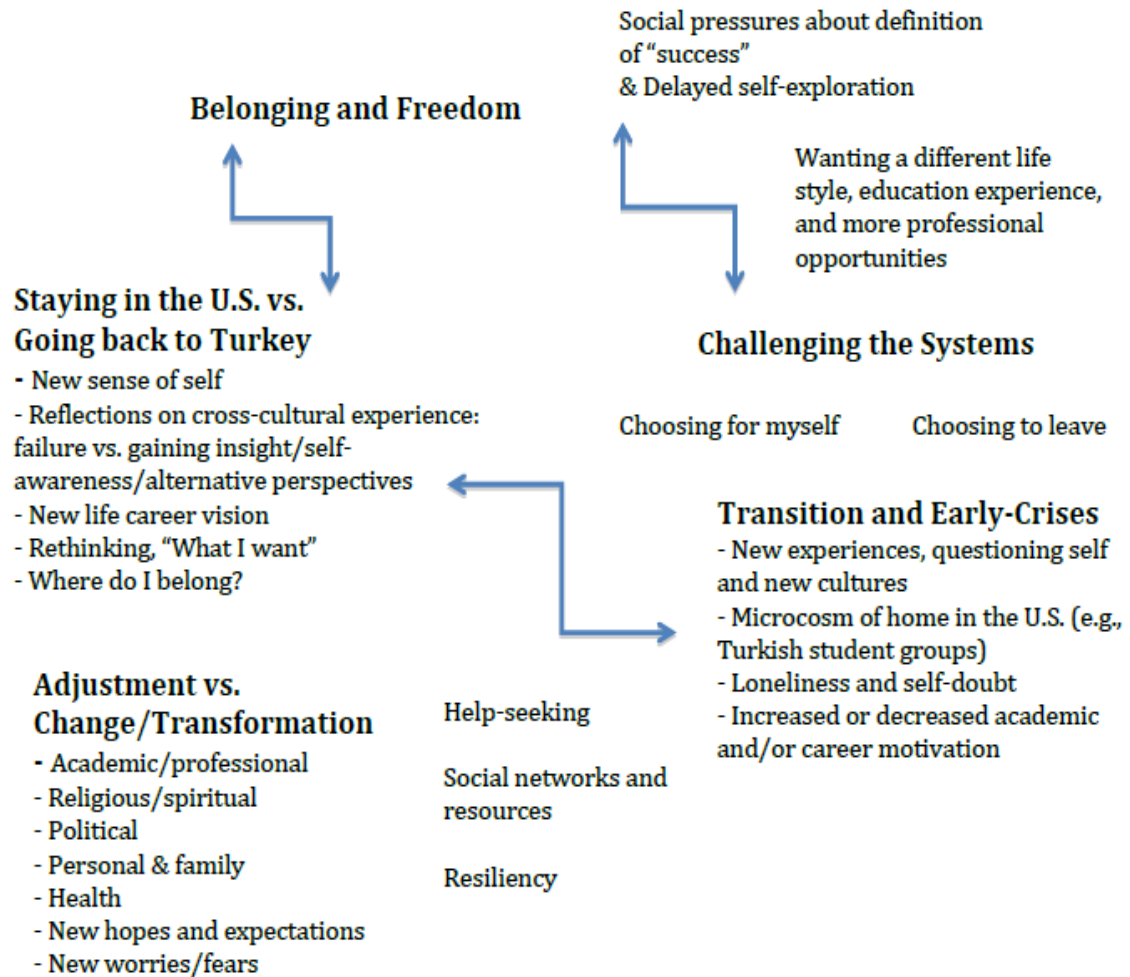 Social pressures about definition
of “success”
& Delayed self-exploration
Belonging and Freedom
Wanting a different life
style, education experience,
and more professional
opportunities
Staying in the U.S. vs.
Going back to Turkey
- New sense of self
- Reflections on cross-cultural experience:
failure vs. gaining insight/self-
awareness/alternative perspectives
- New life career vision
- Rethinking, “What I want”
- Where do I belong?
Challenging the Systems
Choosing for myself
Choosing to leave
Transition and Early-Crises
- New experiences, questioning self
and new cultures
- Microcosm of home in the U.S. (e.g.,
Turkish student groups)
- Loneliness and self-doubt
- Increased or decreased academic
and/or career motivation
Adjustment vs.
Change/Transformation
- Academic/professional
- Religious/spiritual
- Political
- Personal & family
- Health
- New hopes and expectations
- New worries/fears
Help-seeking
Social networks and
resources
Resiliency